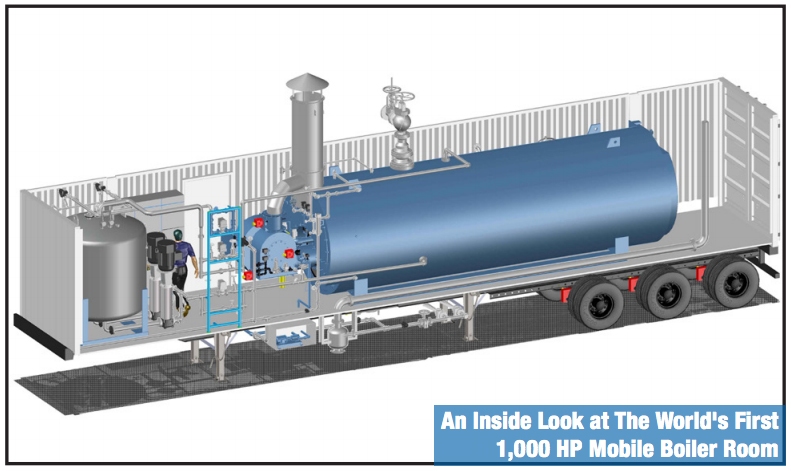 An Inside Look at The World's First
1,000 HP Mobile Boiler Room